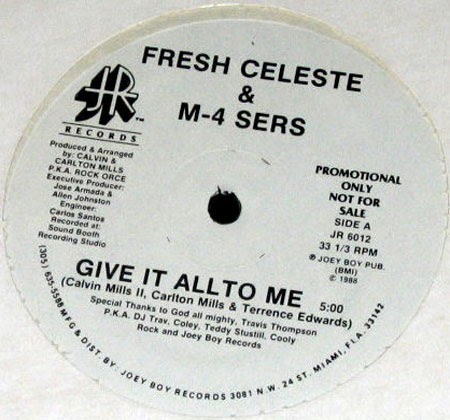 FRESH CELESTE
&
M-4 SERS
JR TM
RECORDS
Produced & Arranged
by: CALVIN &
CARLTON MILLS
P.K.A. ROCK ORCE
Executive Producer:
Jose Armada &
Allen Johnston
Engineer:
Carlos Santos
Recorded at:
Sound Booth
Recording Studio
PROMOTIONAL
ONLY
NOT FOR
SALE
SIDE A
JR 6012
33 1/3 RPM
℗ JOEY BOY PUB.
(BMI)
© 1988
GIVE IT ALLTO ME 5:00
(Calvin Mills II, Carlton Mills & Terrence Edwards)
Special Thanks to God all mighty, Travis Thompson
P.K.A. DJ Trav, Coley, Teddy Stustill, Cooly
Rock and Joey Boy Records
(305) 635-5588 MFG & DIST. BY: JOEY BOY RECORDS 3081 N.W. 24 ST. MIAMI, FLA. 33142